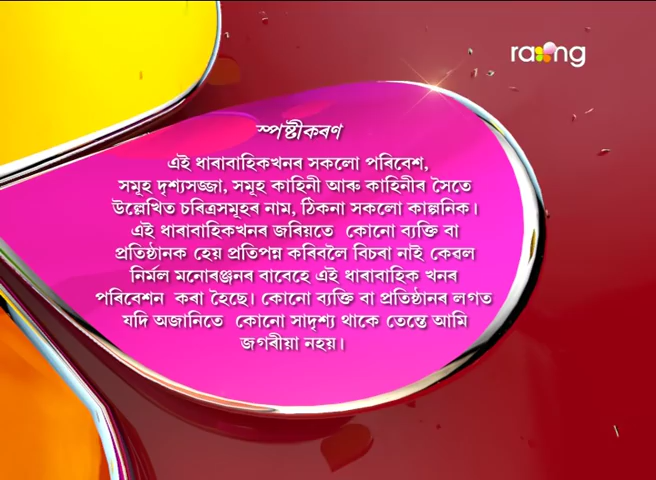 rang
স্পষ্টীকৰণ
এই ধাৰাবাহিকখনৰ সকলো পৰিবেশ,
সমূহ দৃশ্যসজ্জা, সমূহ কাহিনী আৰু কাহিনীৰ সৈতে
উল্লেখিত চৰিত্ৰসমূহৰ নাম, ঠিকনা সকলো কাল্পনিক।
এই ধাৰাবাহিকখনৰ জৰিয়তে কোনো ব্যক্তি বা
প্ৰতিষ্ঠানক হেয় প্ৰতিপন্ন কৰিবলৈ বিচৰা নাই কেৱল
নিৰ্মল মনোৰঞ্জনৰ বাবেহে এই ধাৰাবাহিক খনৰ
পৰিবেশন কৰা হৈছে। কোনো ব্যক্তি বা প্ৰতিষ্ঠানৰ লগত
যদি অজানিতে কোনো সাদৃশ্য থাকে তেন্তে আমি
জগৰীয়া নহয়।